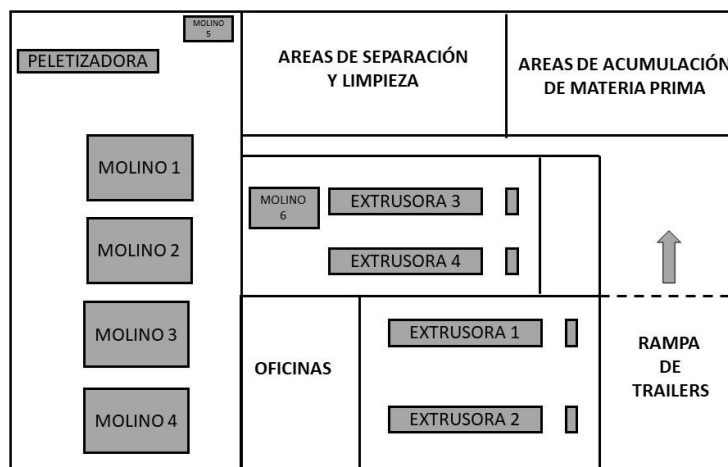 MOLINO
5
PELETIZADORA
AREAS DE SEPARACIÓN
Y LIMPIEZA
AREAS DE ACUMULACIÓN
DE MATERIA PRIMA
MOLINO 1
MOLINO 2
MOLINO 3
MOLINO 4
MOLINO
6
EXTRUSORA 3
EXTRUSORA 4
OFICINAS
EXTRUSORA 1
EXTRUSORA 2
RAMPA
DE
TRAILERS